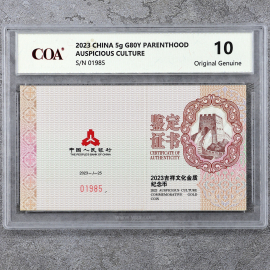 COA®
2023 CHINA 5g G80Y PARENTHOOD
AUSPICIOUS CULTURE
S/N 01985
10
Original Genuine
中国人民银行
THE PEOPLE'S BANK OF CHINA
2023—J—25
01985
鉴定
证书
CERTIFICATE OF
AUTHENTICITY
2023吉祥文化金质
纪念币
2023 AUSPICIOUS CULTURE
COMMEMORATIVE GOLD
COIN